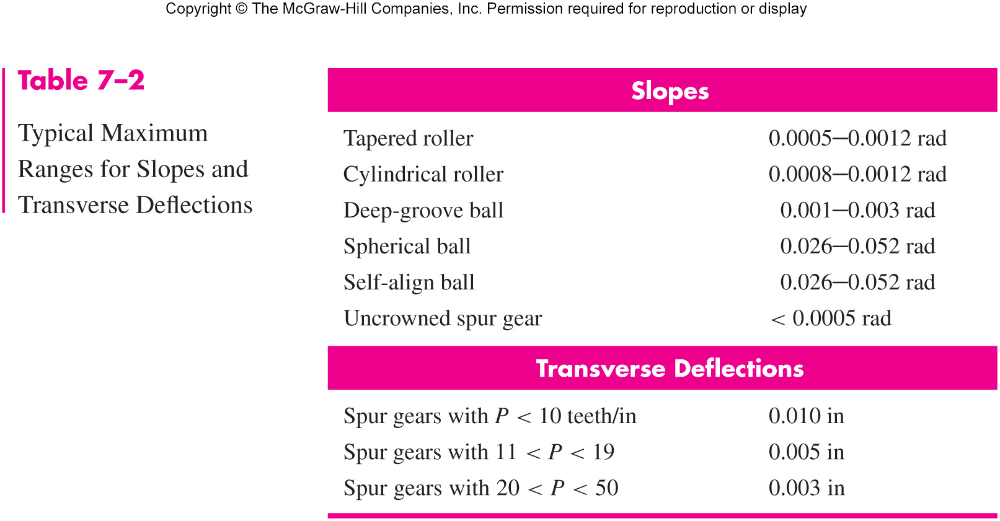 Copyright © The McGraw-Hill Companies, Inc. Permission required for reproduction or display
Table 7–2
Typical Maximum
Ranges for Slopes and
Transverse Deflections
Slopes
Tapered roller 0.0005–0.0012 rad
Cylindrical roller 0.0008–0.0012 rad
Deep-groove ball 0.001–0.003 rad
Spherical ball 0.026–0.052 rad
Self-align ball 0.026–0.052 rad
Uncrowned spur gear < 0.0005 rad
Transverse Deflections
Spur gears with P < 10 teeth/in 0.010 in
Spur gears with 11 < P < 19 0.005 in
Spur gears with 20 < P < 50 0.003 in